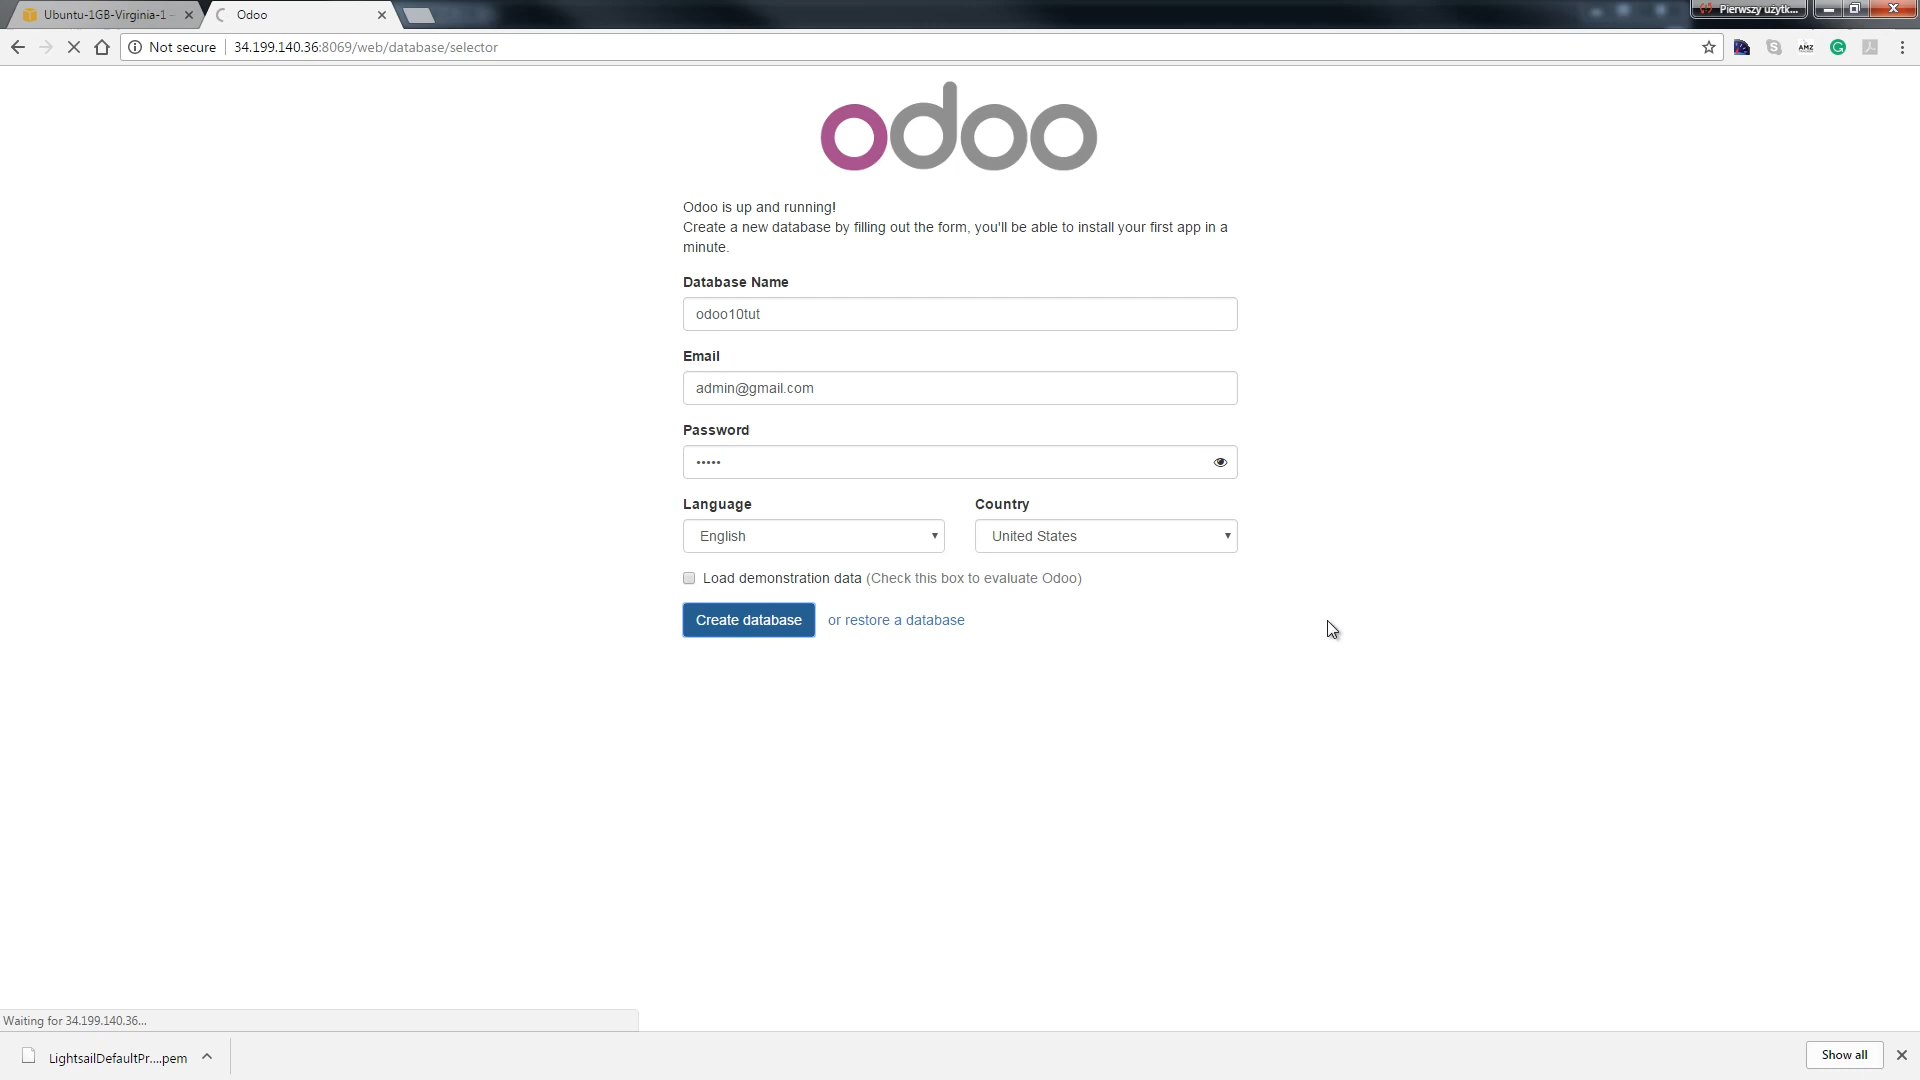 Ubuntu-1GB-Virginia-1 -
Odoo
Pierwszy użytk...
Not secure
34.199.140.36:8069/web/database/selector
AMZ
odoo
Odoo is up and running!
Create a new database by filling out the form, you'll be able to install your first app in a
minute.
Database Name
odoo10tut
Email
admin@gmail.com
Password
•••••
Language
Country
English
United States
Load demonstration data (Check this box to evaluate Odoo)
Create database
or restore a database
Waiting for 34.199.140.36...
LightsailDefaultPr....pem
Show all